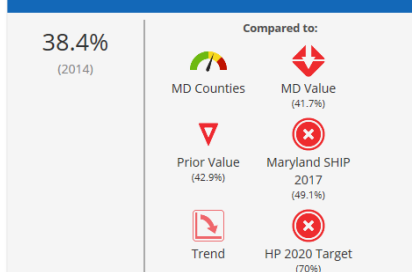 38.4%
(2014)
Compared to:
MD Counties
MD Value
(41.7%)
Prior Value
(42.9%)
Maryland SHIP
2017
(49.1%)
Trend
HP 2020 Target
(70%)